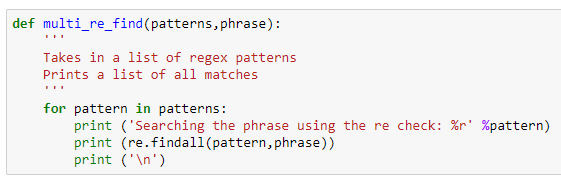 def multi_re_find(patterns,phrase):
    '''
    Takes in a list of regex patterns
    Prints a list of all matches
    '''
    for pattern in patterns:
        print ('Searching the phrase using the re check: %r' %pattern)
        print (re.findall(pattern,phrase))
        print ('\n')